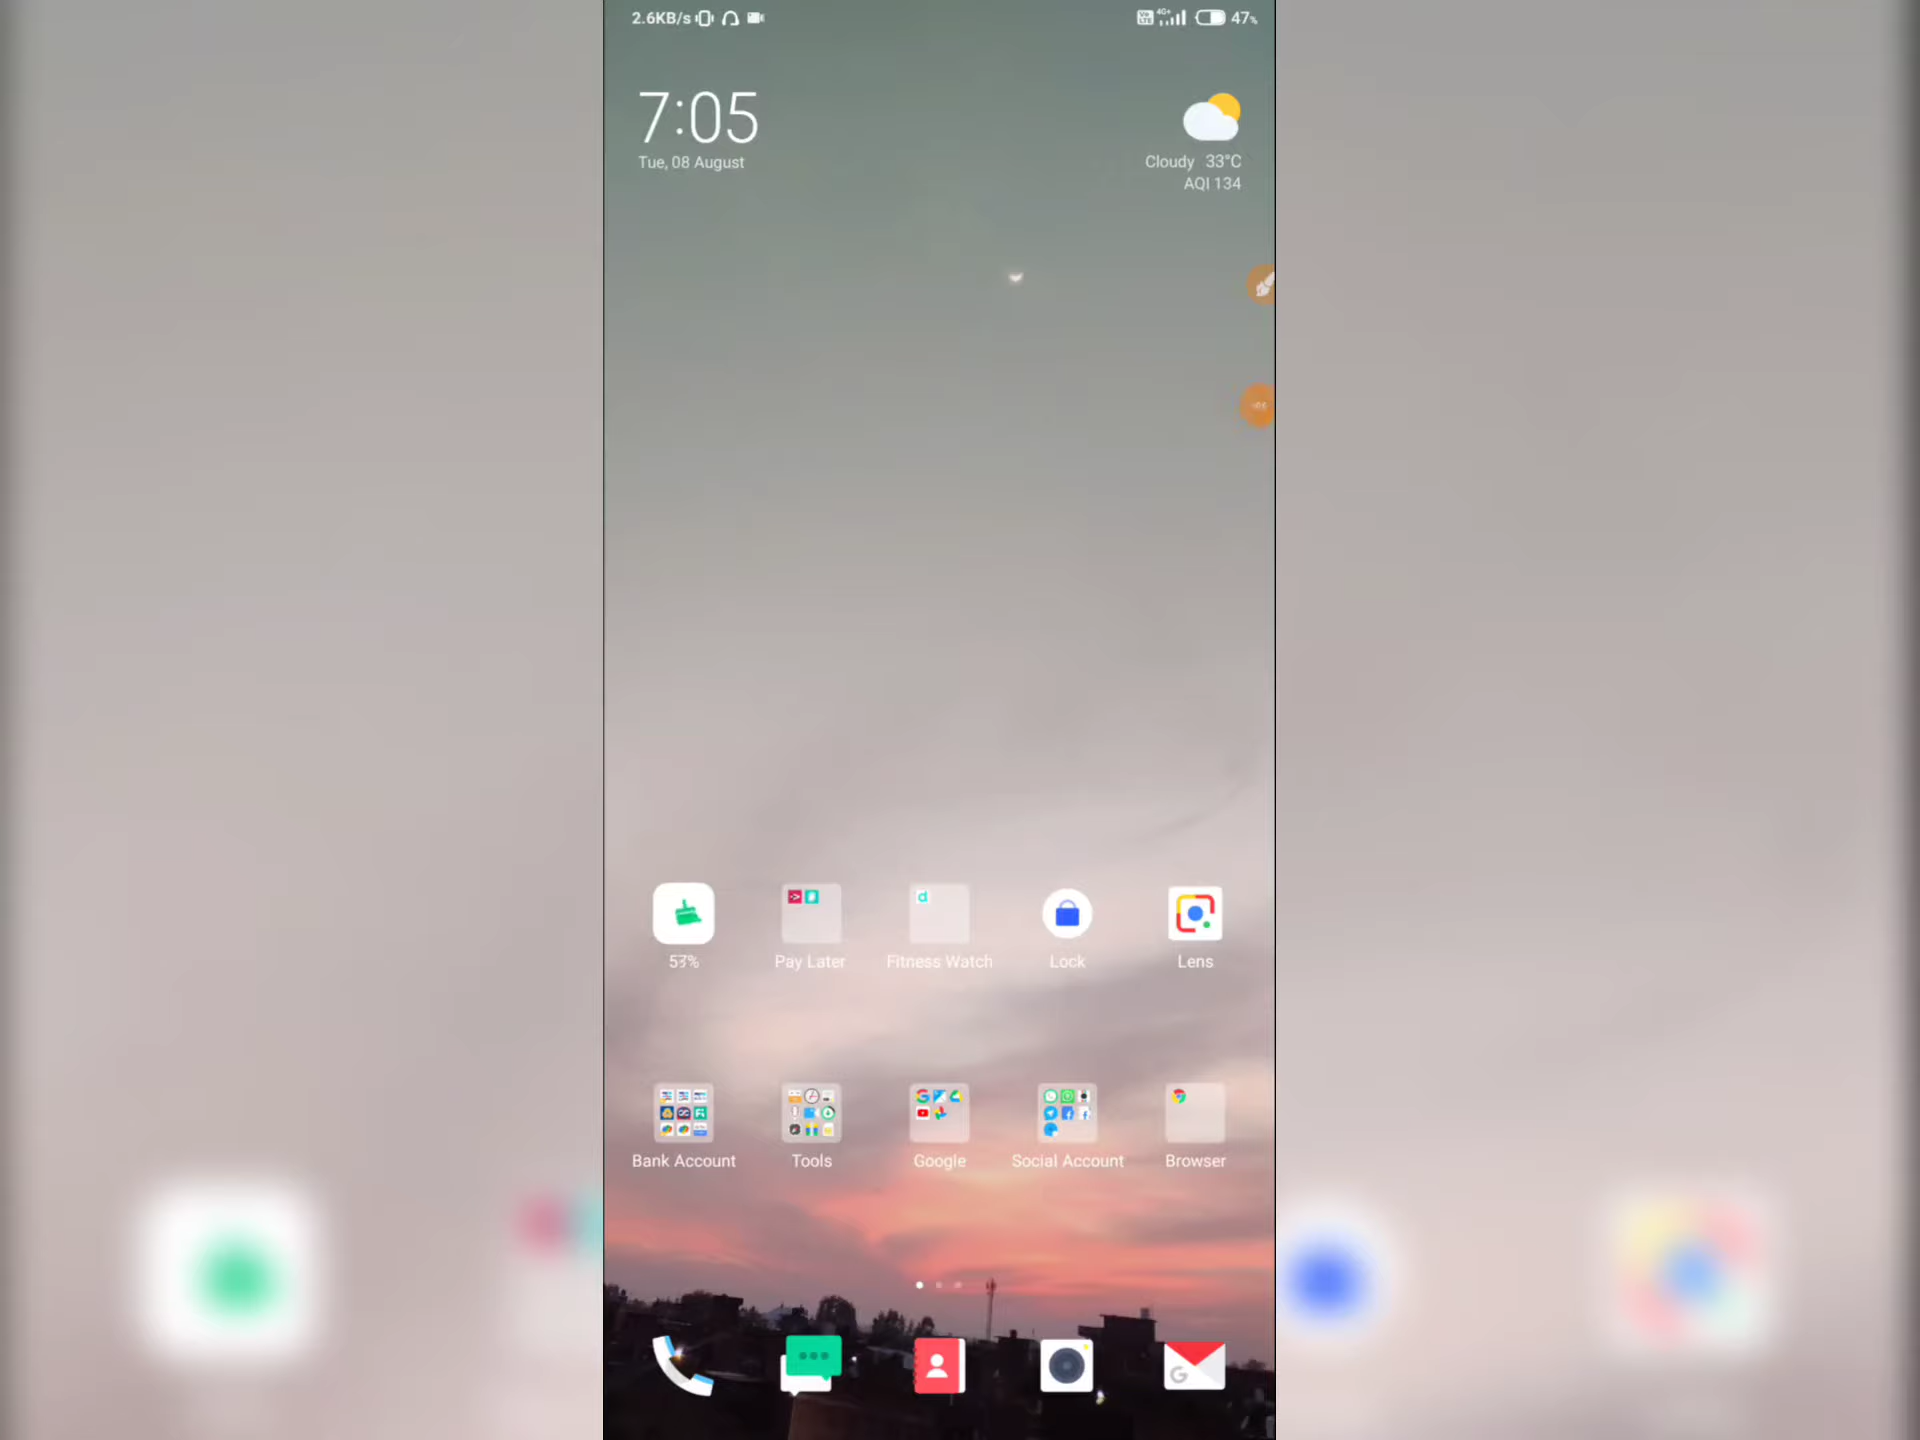 2.6KB/s 4G+ 47%
7:05
Tue, 08 August
Cloudy 33°C
AQI 134
Pay Later Fitness Watch Lock Lens
Bank Account Tools Google Social Account Browser